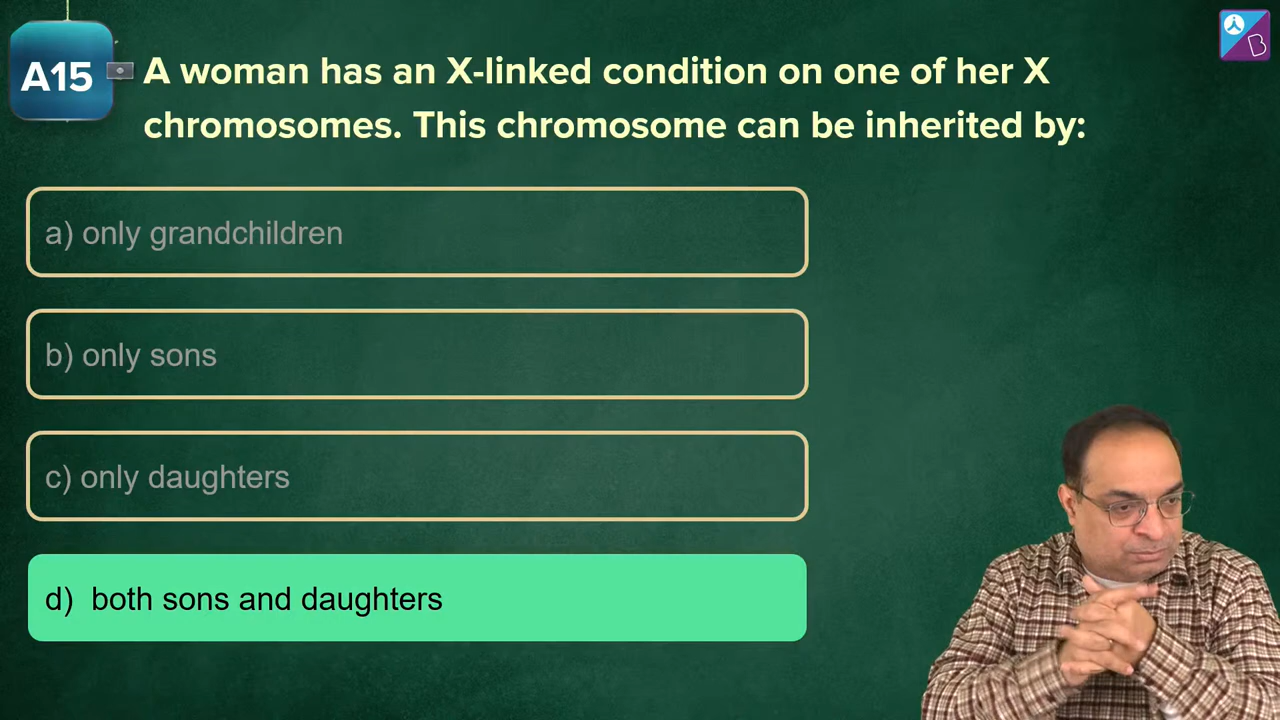 A15
A woman has an X-linked condition on one of her X
chromosomes. This chromosome can be inherited by:
a) only grandchildren
b) only sons
c) only daughters
d) both sons and daughters
B